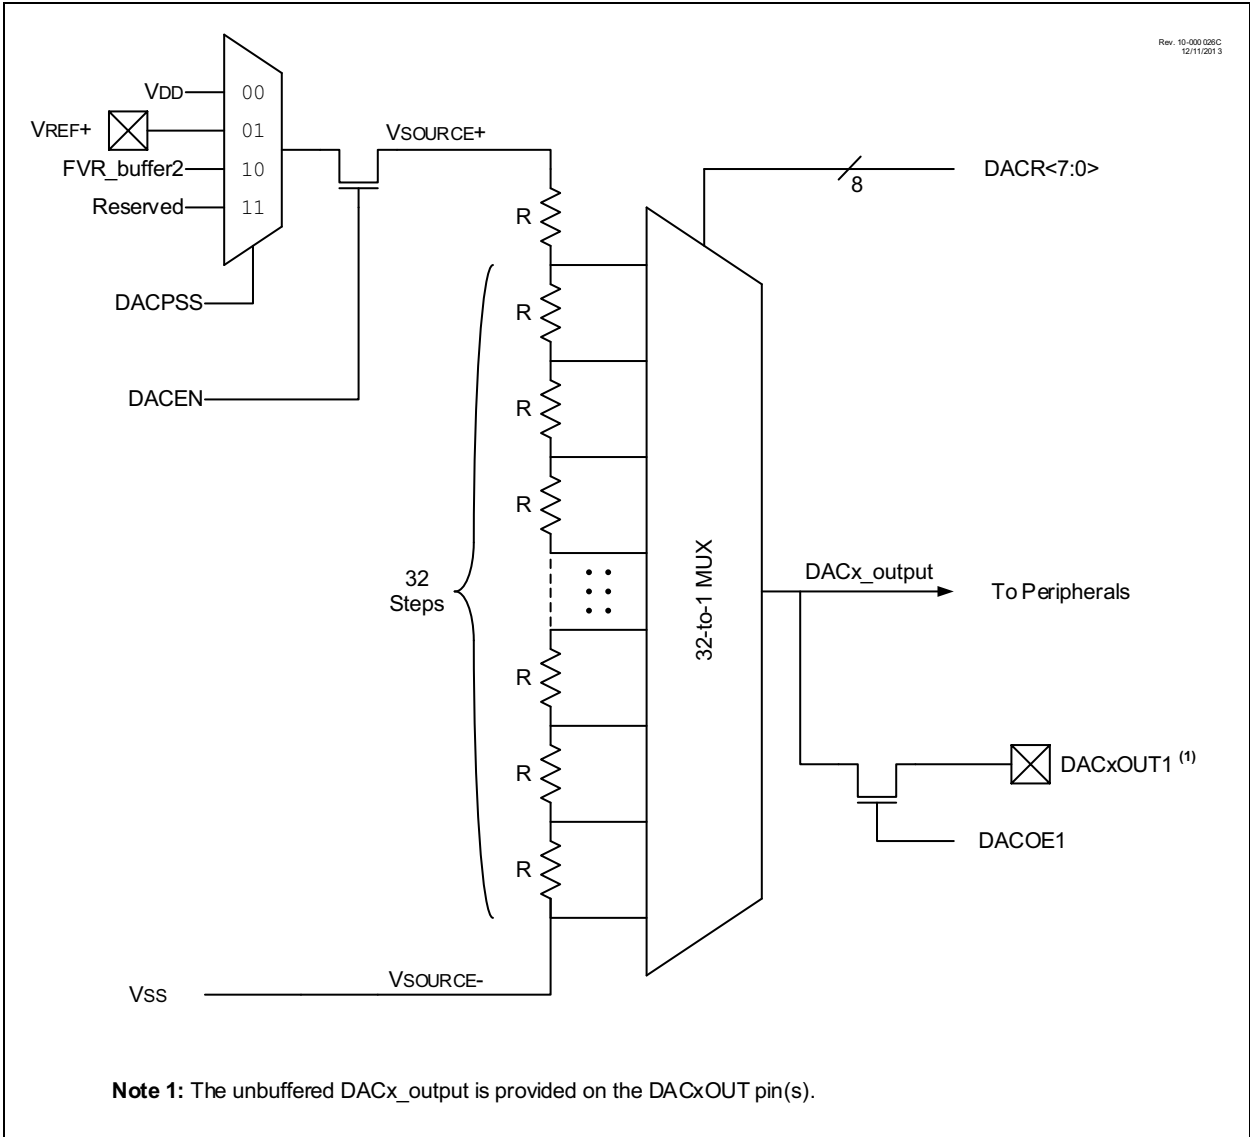 Rev. 10-000 026C
12/11/2013
VDD
00
VREF+
01
FVR_buffer2
10
Reserved
11
DACPSS
DACEN
VSOURCE+
DACR<7:0>
8
R
R
R
R
32
Steps
32-to-1 MUX
DACx_output
To Peripherals
R
R
R
DACxOUT1 (1)
DACOE1
VSOURCE-
VSS
Note 1: The unbuffered DACx_output is provided on the DACxOUT pin(s).